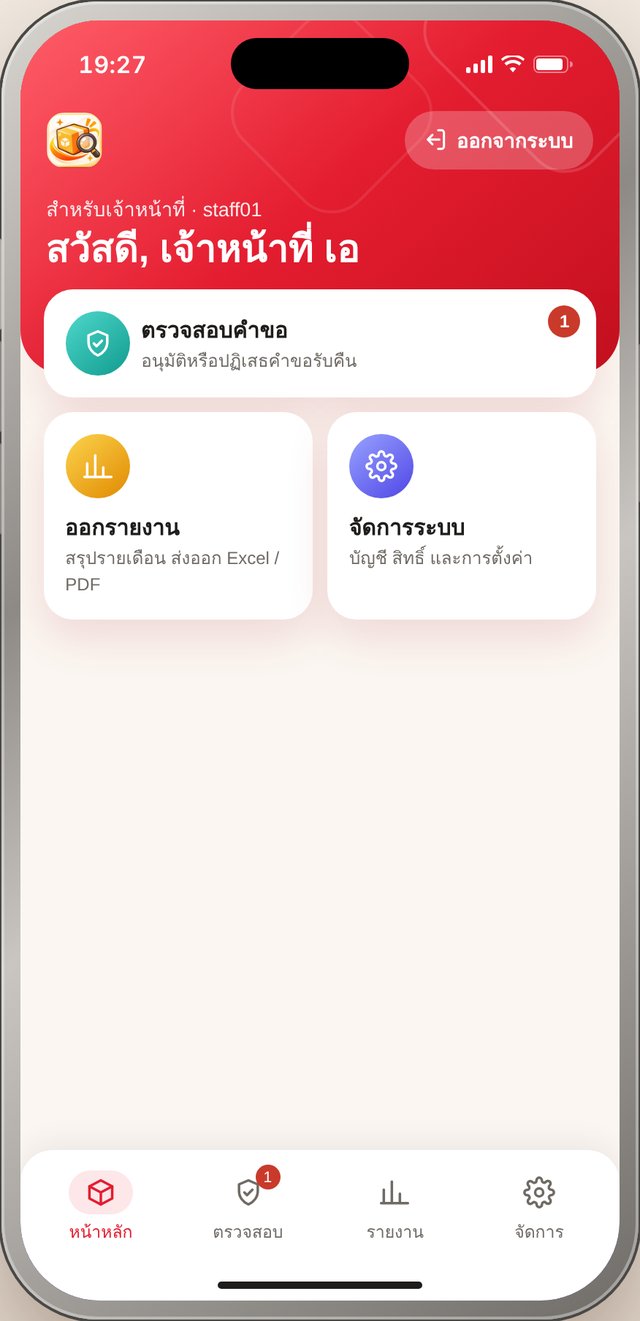 19:27
ออกจากระบบ
สำหรับเจ้าหน้าที่ · staff01
สวัสดี, เจ้าหน้าที่ เอ
ตรวจสอบคำขอ
1
อนุมัติหรือปฏิเสธคำขอรับคืน
ออกรายงาน
สรุปรายเดือน ส่งออก Excel /
PDF
จัดการระบบ
บัญชี สิทธิ์ และการตั้งค่า
หน้าหลัก
1
ตรวจสอบ
รายงาน
จัดการ